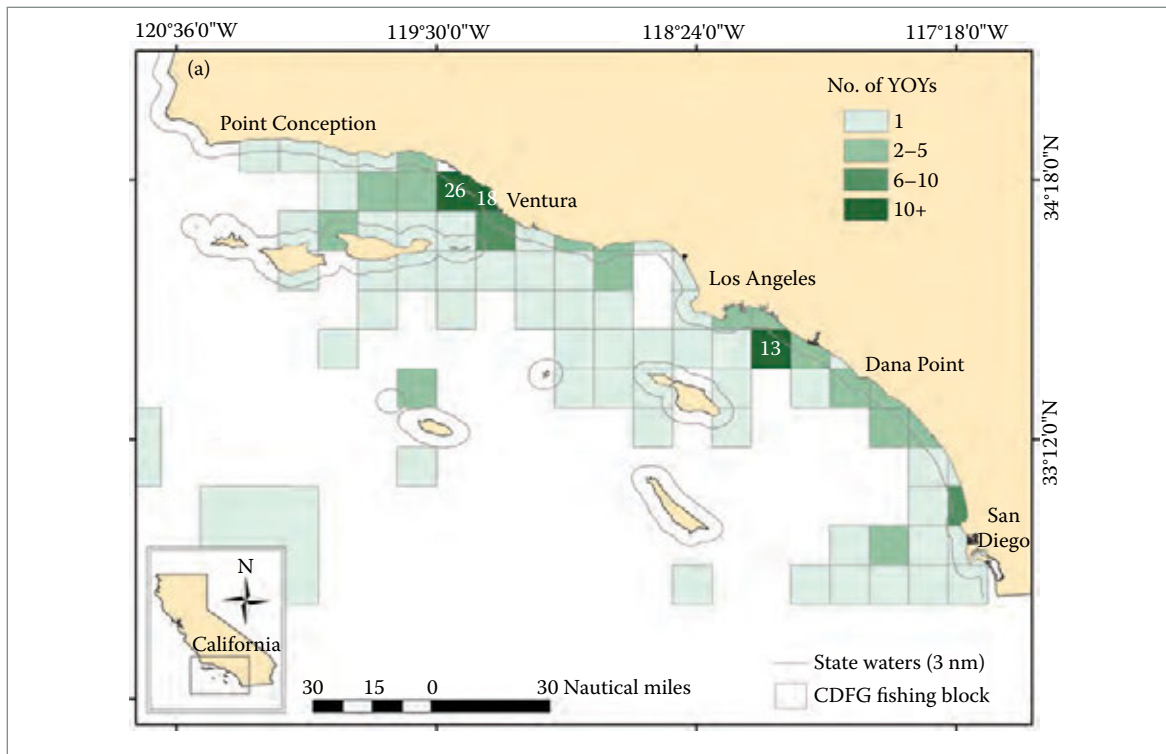 120°36'0"W 119°30'0"W 118°24'0"W 117°18'0"W
(a)
No. of YOYs
1
2–5
6–10
10+
Point Conception
34°18'0"N
26
18 Ventura
Los Angeles
13
Dana Point
33°12'0"N
San
Diego
N
California
State waters (3 nm)
30 15 0 30 Nautical miles
CDFG fishing block